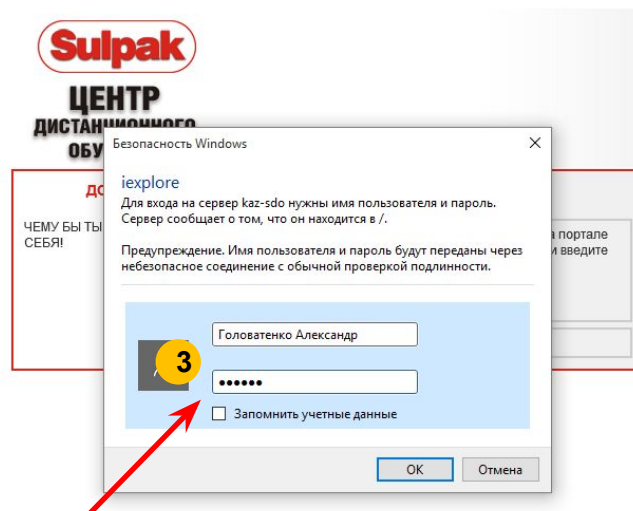 Sulpak
ЦЕНТР
ДИСТАНЦИОННОГО
ОБУ
Безопасность Windows
iexplore
Для входа на сервер kaz-sdo нужны имя пользователя и пароль.
Сервер сообщает о том, что он находится в /.
Предупреждение. Имя пользователя и пароль будут переданы через
небезопасное соединение с обычной проверкой подлинности.
ЧЕМУ БЫ ТЫ
СЕБЯ!
а портале
и введите
Головатенко Александр
3
••••••
Запомнить учетные данные
OK
Отмена